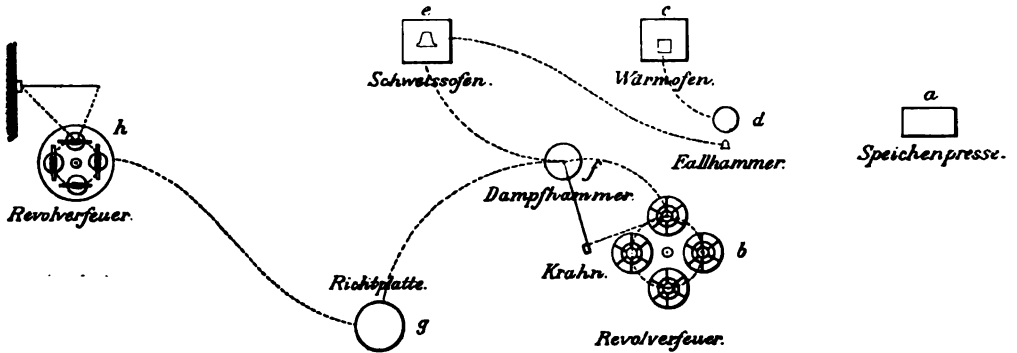 e
c
Schweissofen.
Wärmofen.
a
h
d
Fallhammer.
Speichenpresse.
f
Dampfhammer.
Revolverfeuer.
b
Krahn.
Richtplatte.
g
Revolverfeuer.